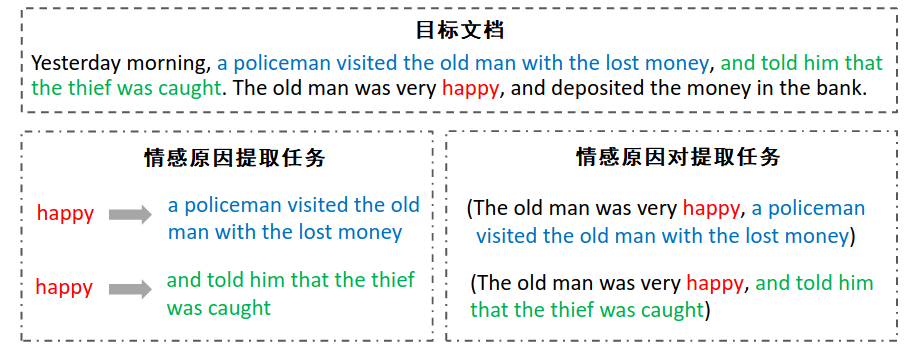 目标文档
Yesterday morning, a policeman visited the old man with the lost money, and told him that
the thief was caught. The old man was very happy, and deposited the money in the bank.
情感原因提取任务
happy
a policeman visited the old
man with the lost money
happy
and told him that the thief
was caught
情感原因对提取任务
(The old man was very happy, a policeman
visited the old man with the lost money)
(The old man was very happy, and told him
that the thief was caught)